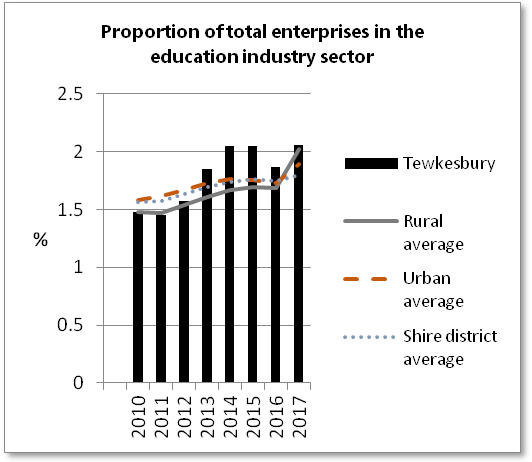 Proportion of total enterprises in the
education industry sector
2.5
2
1.5
1
0.5
0
%
2010
2011
2012
2013
2014
2015
2016
2017
Tewkesbury
Rural
average
Urban
average
Shire district
average